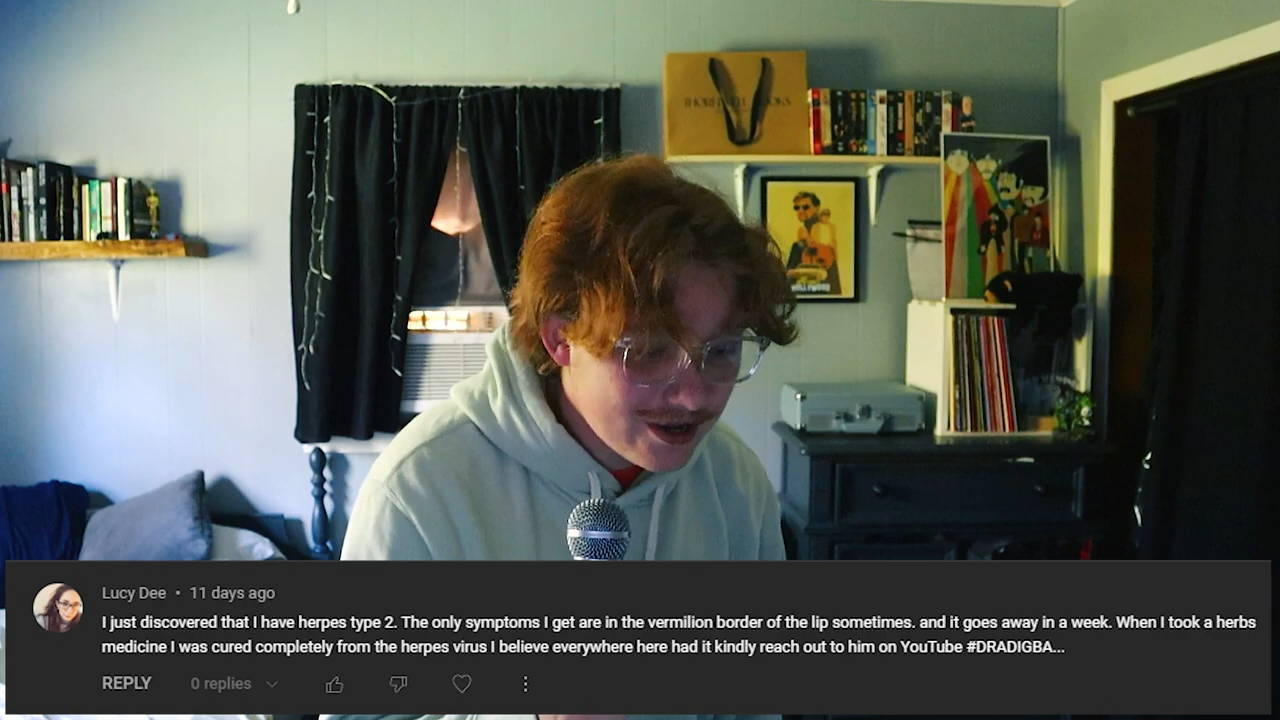 THORNWELL BOOKS
HOLLYWOOD
Lucy Dee • 11 days ago
I just discovered that I have herpes type 2. The only symptoms I get are in the vermilion border of the lip sometimes. and it goes away in a week. When I took a herbs
medicine I was cured completely from the herpes virus I believe everywhere here had it kindly reach out to him on YouTube #DRADIGBA...
REPLY 0 replies